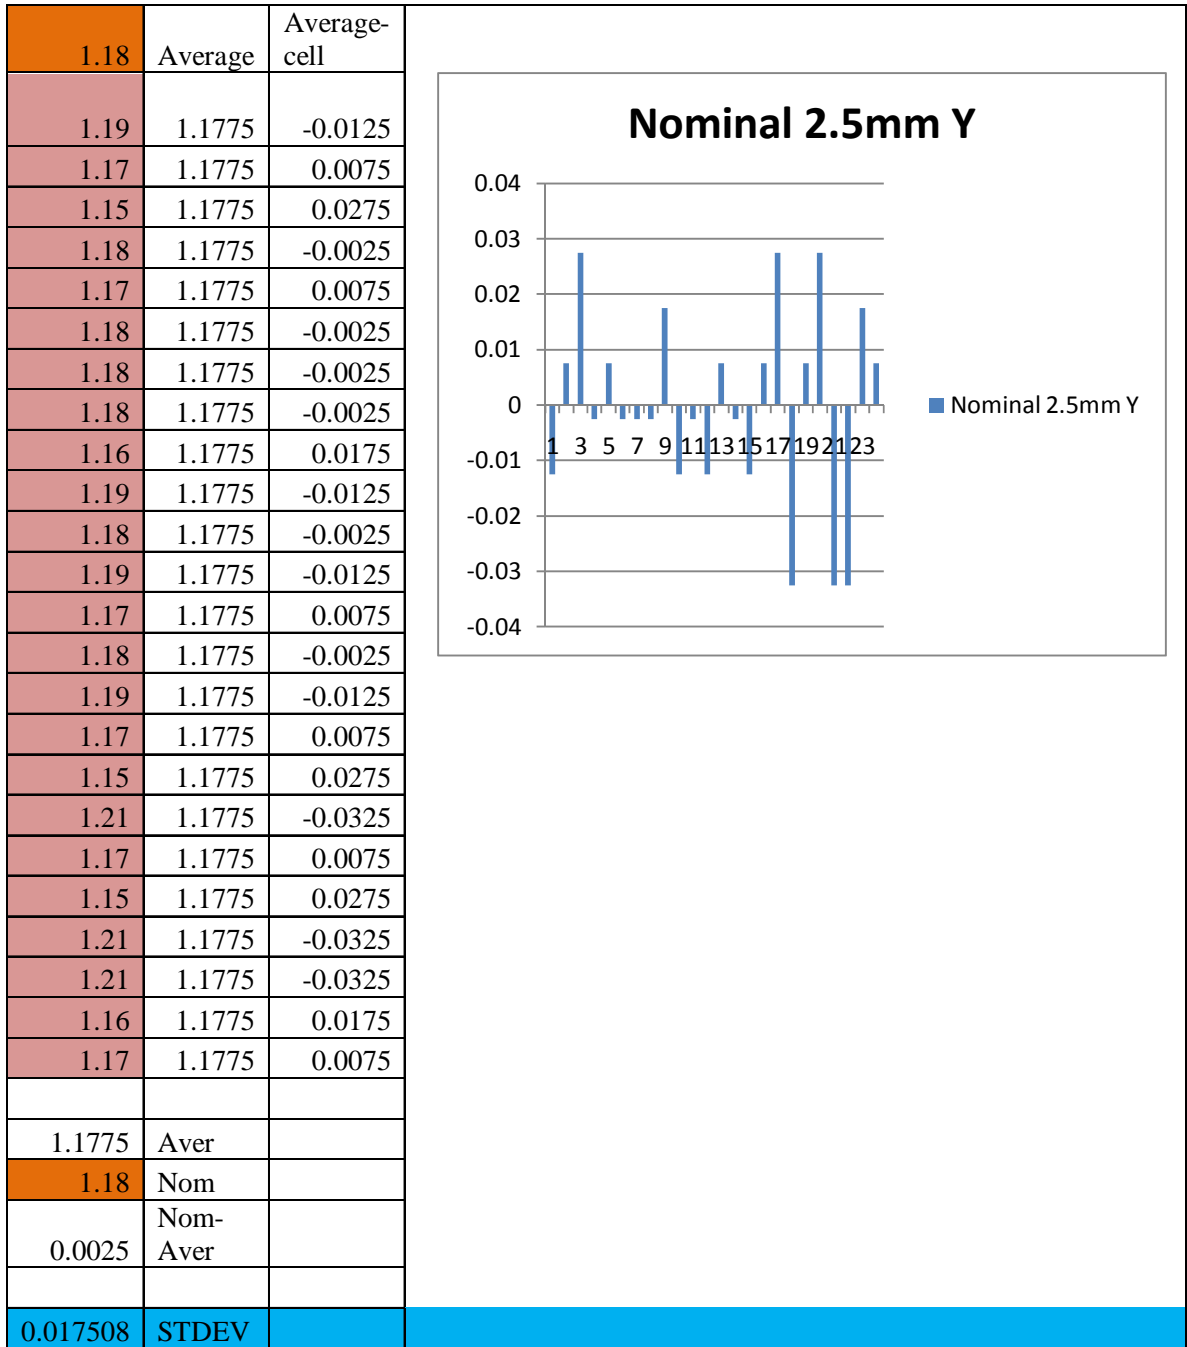 Average-
1.18 Average cell
1.19 1.1775 -0.0125
1.17 1.1775 0.0075
1.15 1.1775 0.0275
1.18 1.1775 -0.0025
1.17 1.1775 0.0075
1.18 1.1775 -0.0025
1.18 1.1775 -0.0025
1.18 1.1775 -0.0025
1.16 1.1775 0.0175
1.19 1.1775 -0.0125
1.18 1.1775 -0.0025
1.19 1.1775 -0.0125
1.17 1.1775 0.0075
1.18 1.1775 -0.0025
1.19 1.1775 -0.0125
1.17 1.1775 0.0075
1.15 1.1775 0.0275
1.21 1.1775 -0.0325
1.17 1.1775 0.0075
1.15 1.1775 0.0275
1.21 1.1775 -0.0325
1.21 1.1775 -0.0325
1.16 1.1775 0.0175
1.17 1.1775 0.0075
1.1775 Aver
1.18 Nom
Nom-
0.0025 Aver
0.017508 STDEV
Nominal 2.5mm Y
0.04
0.03
0.02
0.01
0
-0.01
-0.02
-0.03
-0.04
1 3 5 7 9 11 13 15 17 19 21 23
Nominal 2.5mm Y